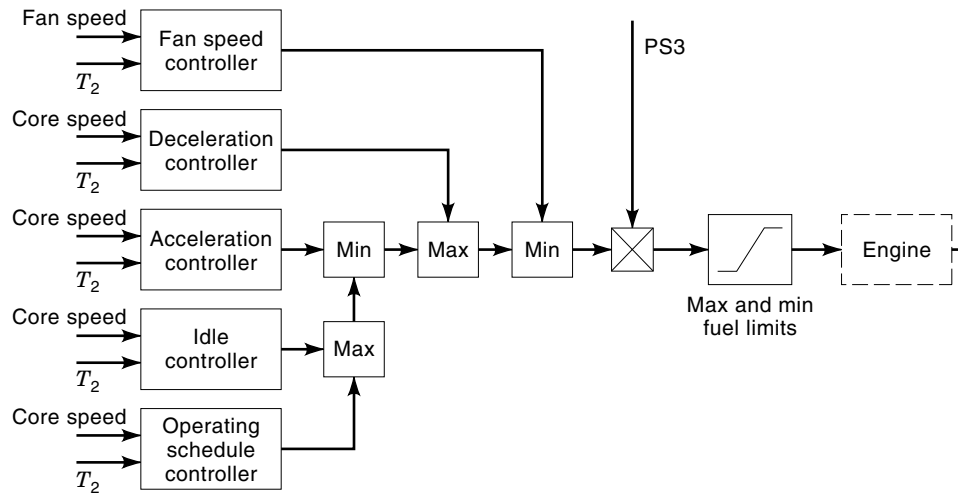 Fan speed
T2
Fan speed
controller
PS3
Core speed
T2
Deceleration
controller
Core speed
T2
Acceleration
controller
Min
Max
Min
Max and min
fuel limits
Engine
Core speed
T2
Idle
controller
Max
Core speed
T2
Operating
schedule
controller